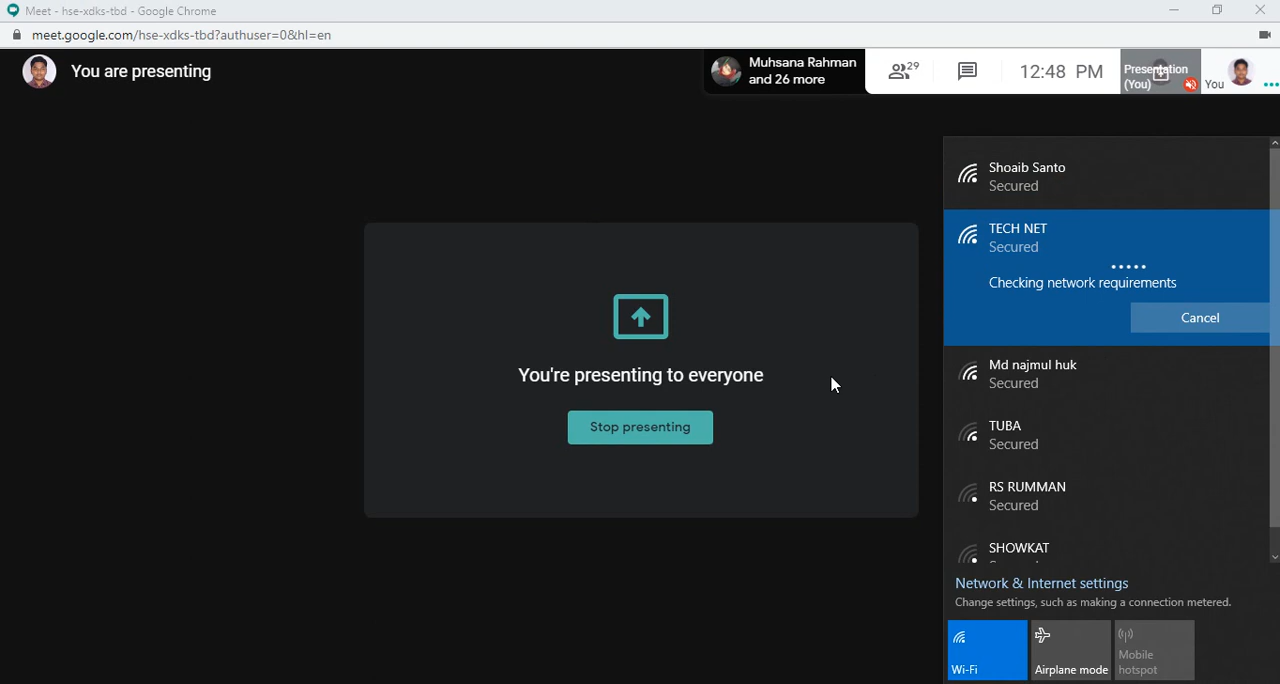 Meet - hse-xdks-tbd - Google Chrome
meet.google.com/hse-xdks-tbd?authuser=0&hl=en
You are presenting
Muhsana Rahman
and 26 more
29
12:48 PM
Presentation
(You)
You
Shoaib Santo
Secured
TECH NET
Secured
Checking network requirements
Cancel
You're presenting to everyone
Stop presenting
Md najmul huk
Secured
TUBA
Secured
RS RUMMAN
Secured
SHOWKAT
Network & Internet settings
Change settings, such as making a connection metered.
Wi-Fi
Airplane mode
Mobile
hotspot